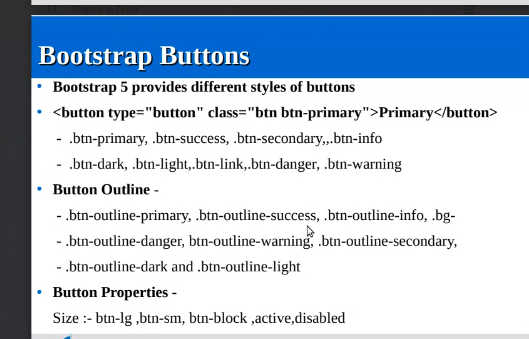 Bootstrap Buttons
• Bootstrap 5 provides different styles of buttons
• <button type="button" class="btn btn-primary">Primary</button>
- .btn-primary, .btn-success, .btn-secondary,,.btn-info
- .btn-dark, .btn-light,.btn-link,.btn-danger, .btn-warning
• Button Outline -
- .btn-outline-primary, .btn-outline-success, .btn-outline-info, .bg-
- .btn-outline-danger, btn-outline-warning, .btn-outline-secondary,
- .btn-outline-dark and .btn-outline-light
• Button Properties -
Size :- btn-lg ,btn-sm, btn-block ,active,disabled